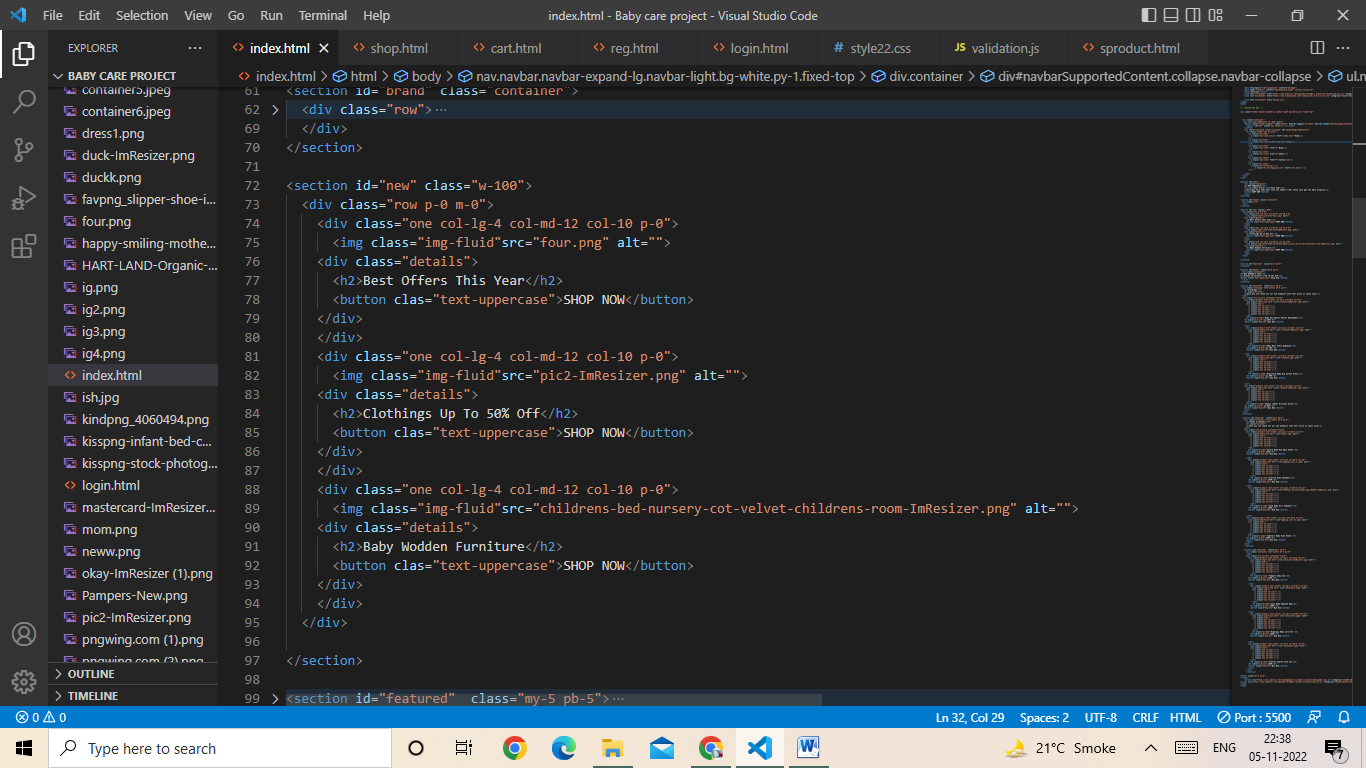 File Edit Selection View Go Run Terminal Help index.html - Baby care project - Visual Studio Code
EXPLORER ···
index.html shop.html cart.html reg.html login.html # style22.css JS validation.js sproduct.html
BABY CARE PROJECT
index.html > html > body > nav.navbar.navbar-expand-lg.navbar-light.bg-white.py-1.fixed-top > div.container > div#navbarSupportedContent.collapse.navbar-collapse > ul.n
container5.jpeg
container6.jpeg
dress1.png
duck-ImResizer.png
duckk.png
favpng_slipper-shoe-i...
four.png
happy-smiling-mothe...
HART-LAND-Organic-...
ig.png
ig2.png
ig3.png
ig4.png
index.html
ish.jpg
kindpng_4060494.png
kisspng-infant-bed-c...
kisspng-stock-photog...
login.html
mastercard-ImResizer...
mom.png
neww.png
okay-ImResizer (1).png
Pampers-New.png
pic2-ImResizer.png
pngwing.com (1).png
pngwing.com (2).png
OUTLINE
TIMELINE
61 <section id="brand" class="container">
62 <div class="row">···
69 </div>
70 </section>
71
72 <section id="new" class="w-100">
73 <div class="row p-0 m-0">
74 <div class="one col-lg-4 col-md-12 col-10 p-0">
75 <img class="img-fluid"src="four.png" alt="">
76 <div class="details">
77 <h2>Best Offers This Year</h2>
78 <button clas="text-uppercase">SHOP NOW</button>
79 </div>
80 </div>
81 <div class="one col-lg-4 col-md-12 col-10 p-0">
82 <img class="img-fluid"src="pic2-ImResizer.png" alt="">
83 <div class="details">
84 <h2>Clothings Up To 50% Off</h2>
85 <button clas="text-uppercase">SHOP NOW</button>
86 </div>
87 </div>
88 <div class="one col-lg-4 col-md-12 col-10 p-0">
89 <img class="img-fluid"src="childrens-bed-nursery-cot-velvet-childrens-room-ImResizer.png" alt="">
90 <div class="details">
91 <h2>Baby Wodden Furniture</h2>
92 <button clas="text-uppercase">SHOP NOW</button>
93 </div>
94 </div>
95 </div>
96
97 </section>
98
99 <section id="featured" class="my-5 pb-5">···
0 0 Ln 32, Col 29 Spaces: 2 UTF-8 CRLF HTML Port : 5500
Type here to search
21°C Smoke ENG 22:38
05-11-2022
7